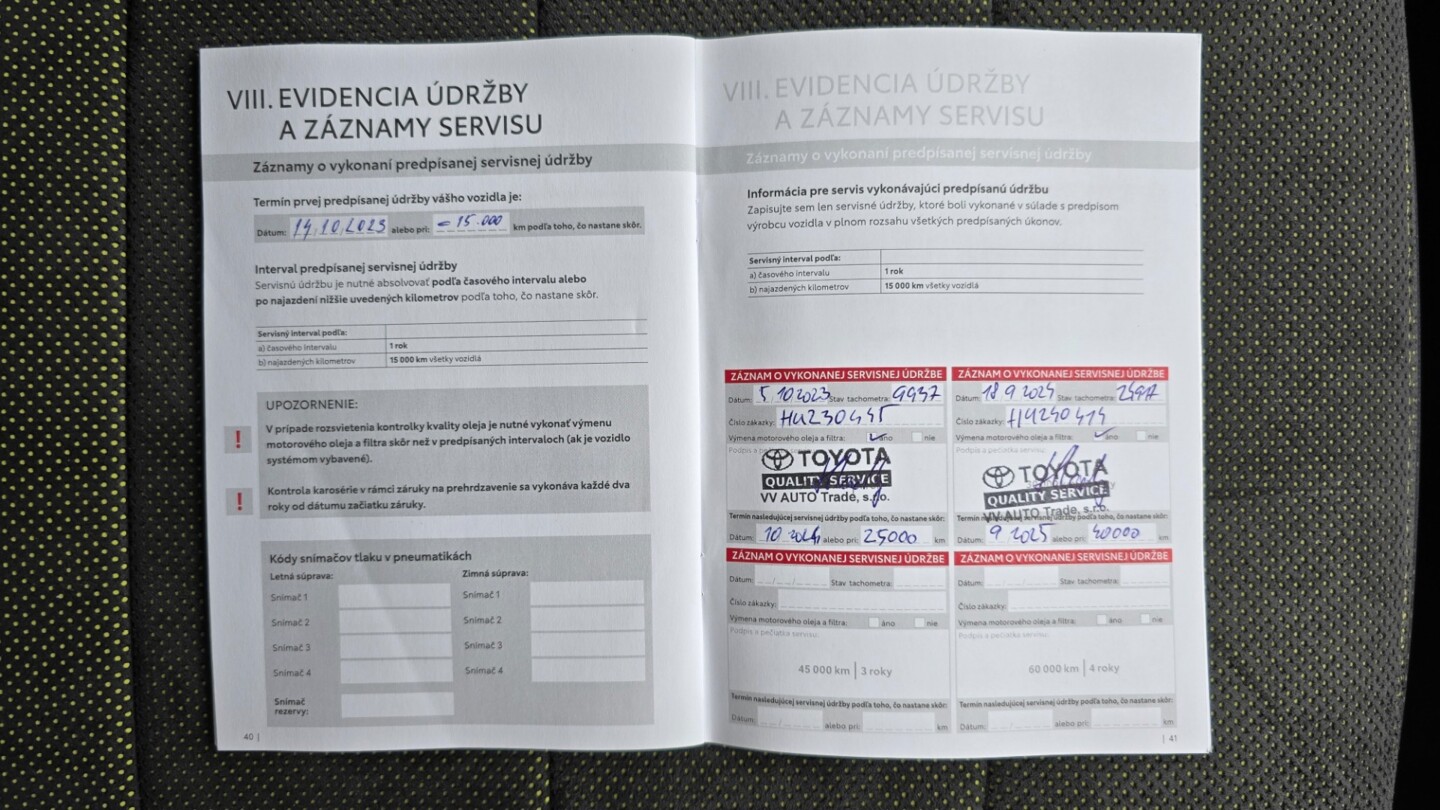 VIII. EVIDENCIA ÚDRŽBY
A ZÁZNAMY SERVISU
Záznamy o vykonaní predpísanej servisnej údržby
Termín prvej predpísanej údržby vášho vozidla je:
Dátum: 14.10.2023 alebo pri: = 15.000 km podľa toho, čo nastane skôr.
Interval predpísanej servisnej údržby
Servisnú údržbu je nutné absolvovať podľa časového intervalu alebo
po najazdení nižšie uvedených kilometrov podľa toho, čo nastane skôr.
Servisný interval podľa:
a) časového intervalu 1 rok
b) najazdených kilometrov 15 000 km všetky vozidlá
UPOZORNENIE:
! V prípade rozsvietenia kontrolky kvality oleja je nutné vykonať výmenu
motorového oleja a filtra skôr než v predpísaných intervaloch (ak je vozidlo
systémom vybavené).
! Kontrola karosérie v rámci záruky na prehrdzavenie sa vykonáva každé dva
roky od dátumu začiatku záruky.
Kódy snímačov tlaku v pneumatikách
Letná súprava: Zimná súprava:
Snímač 1 Snímač 1
Snímač 2 Snímač 2
Snímač 3 Snímač 3
Snímač 4 Snímač 4
Snímač
rezervy:
40 |
VIII. EVIDENCIA ÚDRŽBY
A ZÁZNAMY SERVISU
Záznamy o vykonaní predpísanej servisnej údržby
Informácia pre servis vykonávajúci predpísanú údržbu
Zapisujte sem len servisné údržby, ktoré boli vykonané v súlade s predpisom
výrobcu vozidla v plnom rozsahu všetkých predpísaných úkonov.
Servisný interval podľa:
a) časového intervalu 1 rok
b) najazdených kilometrov 15 000 km všetky vozidlá
ZÁZNAM O VYKONANEJ SERVISNEJ ÚDRŽBE
Dátum: 5 10 2023 Stav tachometra: 9937
Číslo zákazky: HU230445
Výmena motorového oleja a filtra: áno nie
Podpis a
TOYOTA
QUALITY SERVICE
VV AUTO Trade, s.r.o.
Termín nasledujúcej servisnej údržby podľa toho, čo nastane skôr:
Dátum: 10 2024 alebo pri: 25000 km
ZÁZNAM O VYKONANEJ SERVISNEJ ÚDRŽBE
Dátum: 18 9 2024 Stav tachometra:
Číslo zákazky: HU240414
Výmena motorového oleja a filtra: áno nie
Podpis a pečiatka servisu:
TOYOTA
QUALITY SERVICE
VV AUTO Trade, s.r.o.
Termín nasledujúcej servisnej údržby podľa toho, čo nastane skôr:
Dátum: 9 2025 alebo pri: 40000 km
ZÁZNAM O VYKONANEJ SERVISNEJ ÚDRŽBE
Dátum: Stav tachometra:
Číslo zákazky:
Výmena motorového oleja a filtra: áno nie
Podpis a pečiatka servisu:
45 000 km | 3 roky
Termín nasledujúcej servisnej údržby podľa toho, čo nastane skôr:
Dátum: alebo pri: km
ZÁZNAM O VYKONANEJ SERVISNEJ ÚDRŽBE
Dátum: Stav tachometra:
Číslo zákazky:
Výmena motorového oleja a filtra: áno nie
Podpis a pečiatka servisu:
60 000 km | 4 roky
Termín nasledujúcej servisnej údržby podľa toho, čo nastane skôr:
Dátum: alebo pri: km
| 41